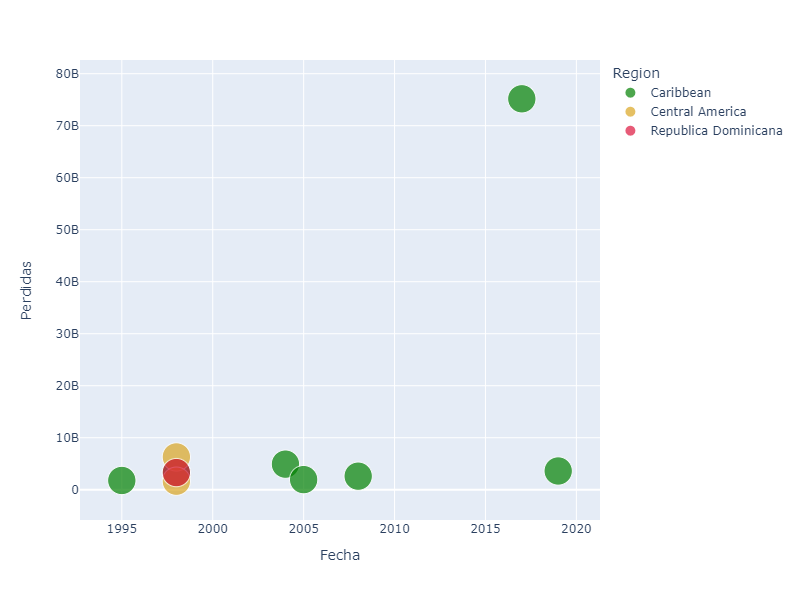 Region
Caribbean
Central America
Republica Dominicana
80B
70B
60B
50B
40B
30B
20B
10B
0
Perdidas
1995 2000 2005 2010 2015 2020
Fecha